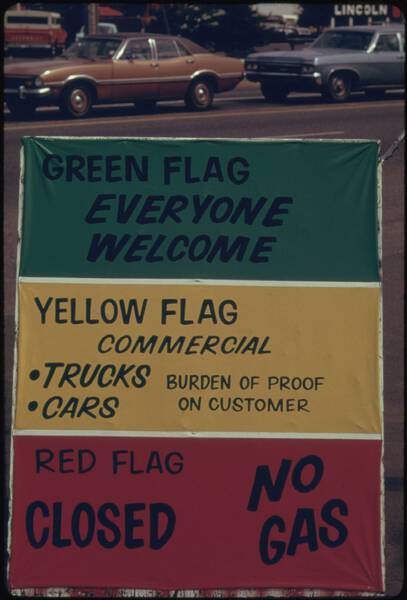 LINCOLN
GREEN FLAG
EVERYONE
WELCOME
YELLOW FLAG
COMMERCIAL
• TRUCKS BURDEN OF PROOF
• CARS ON CUSTOMER
RED FLAG
CLOSED
NO
GAS